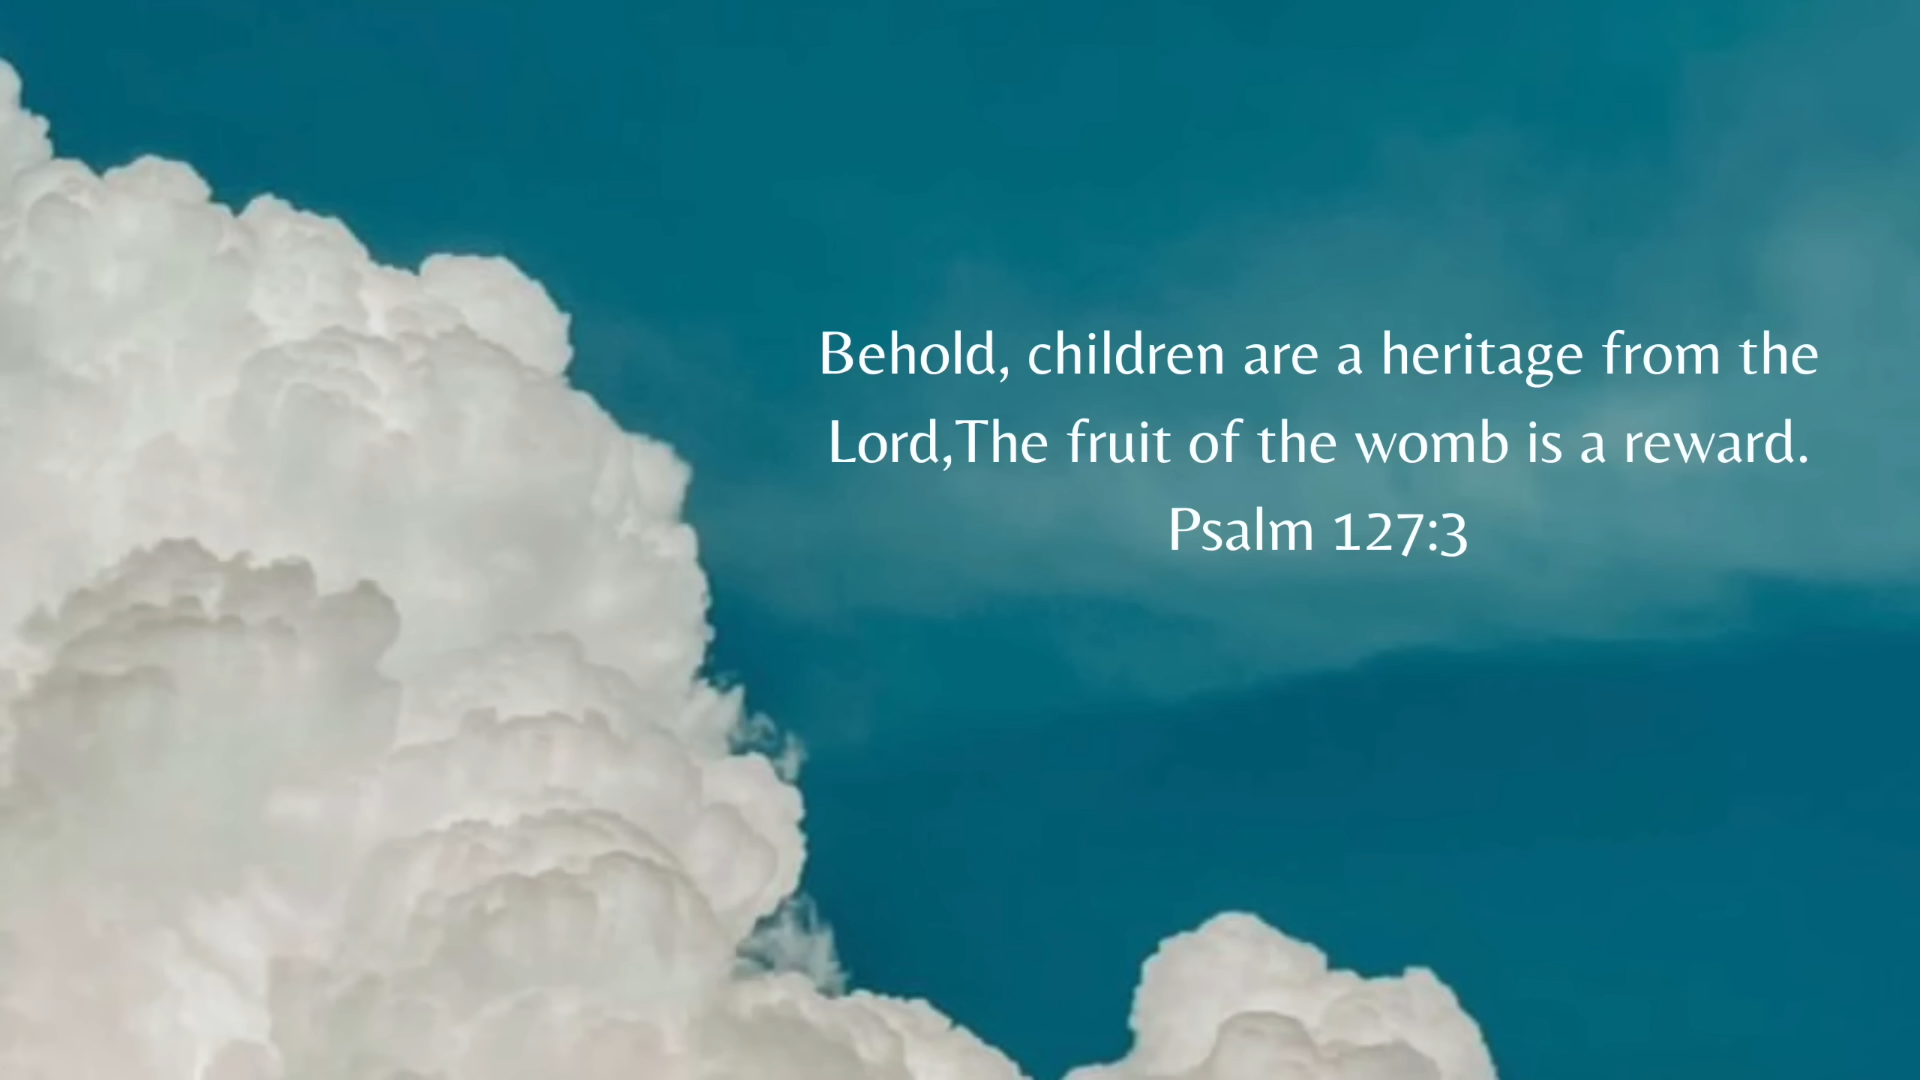 Behold, children are a heritage from the
Lord,The fruit of the womb is a reward.
Psalm 127:3